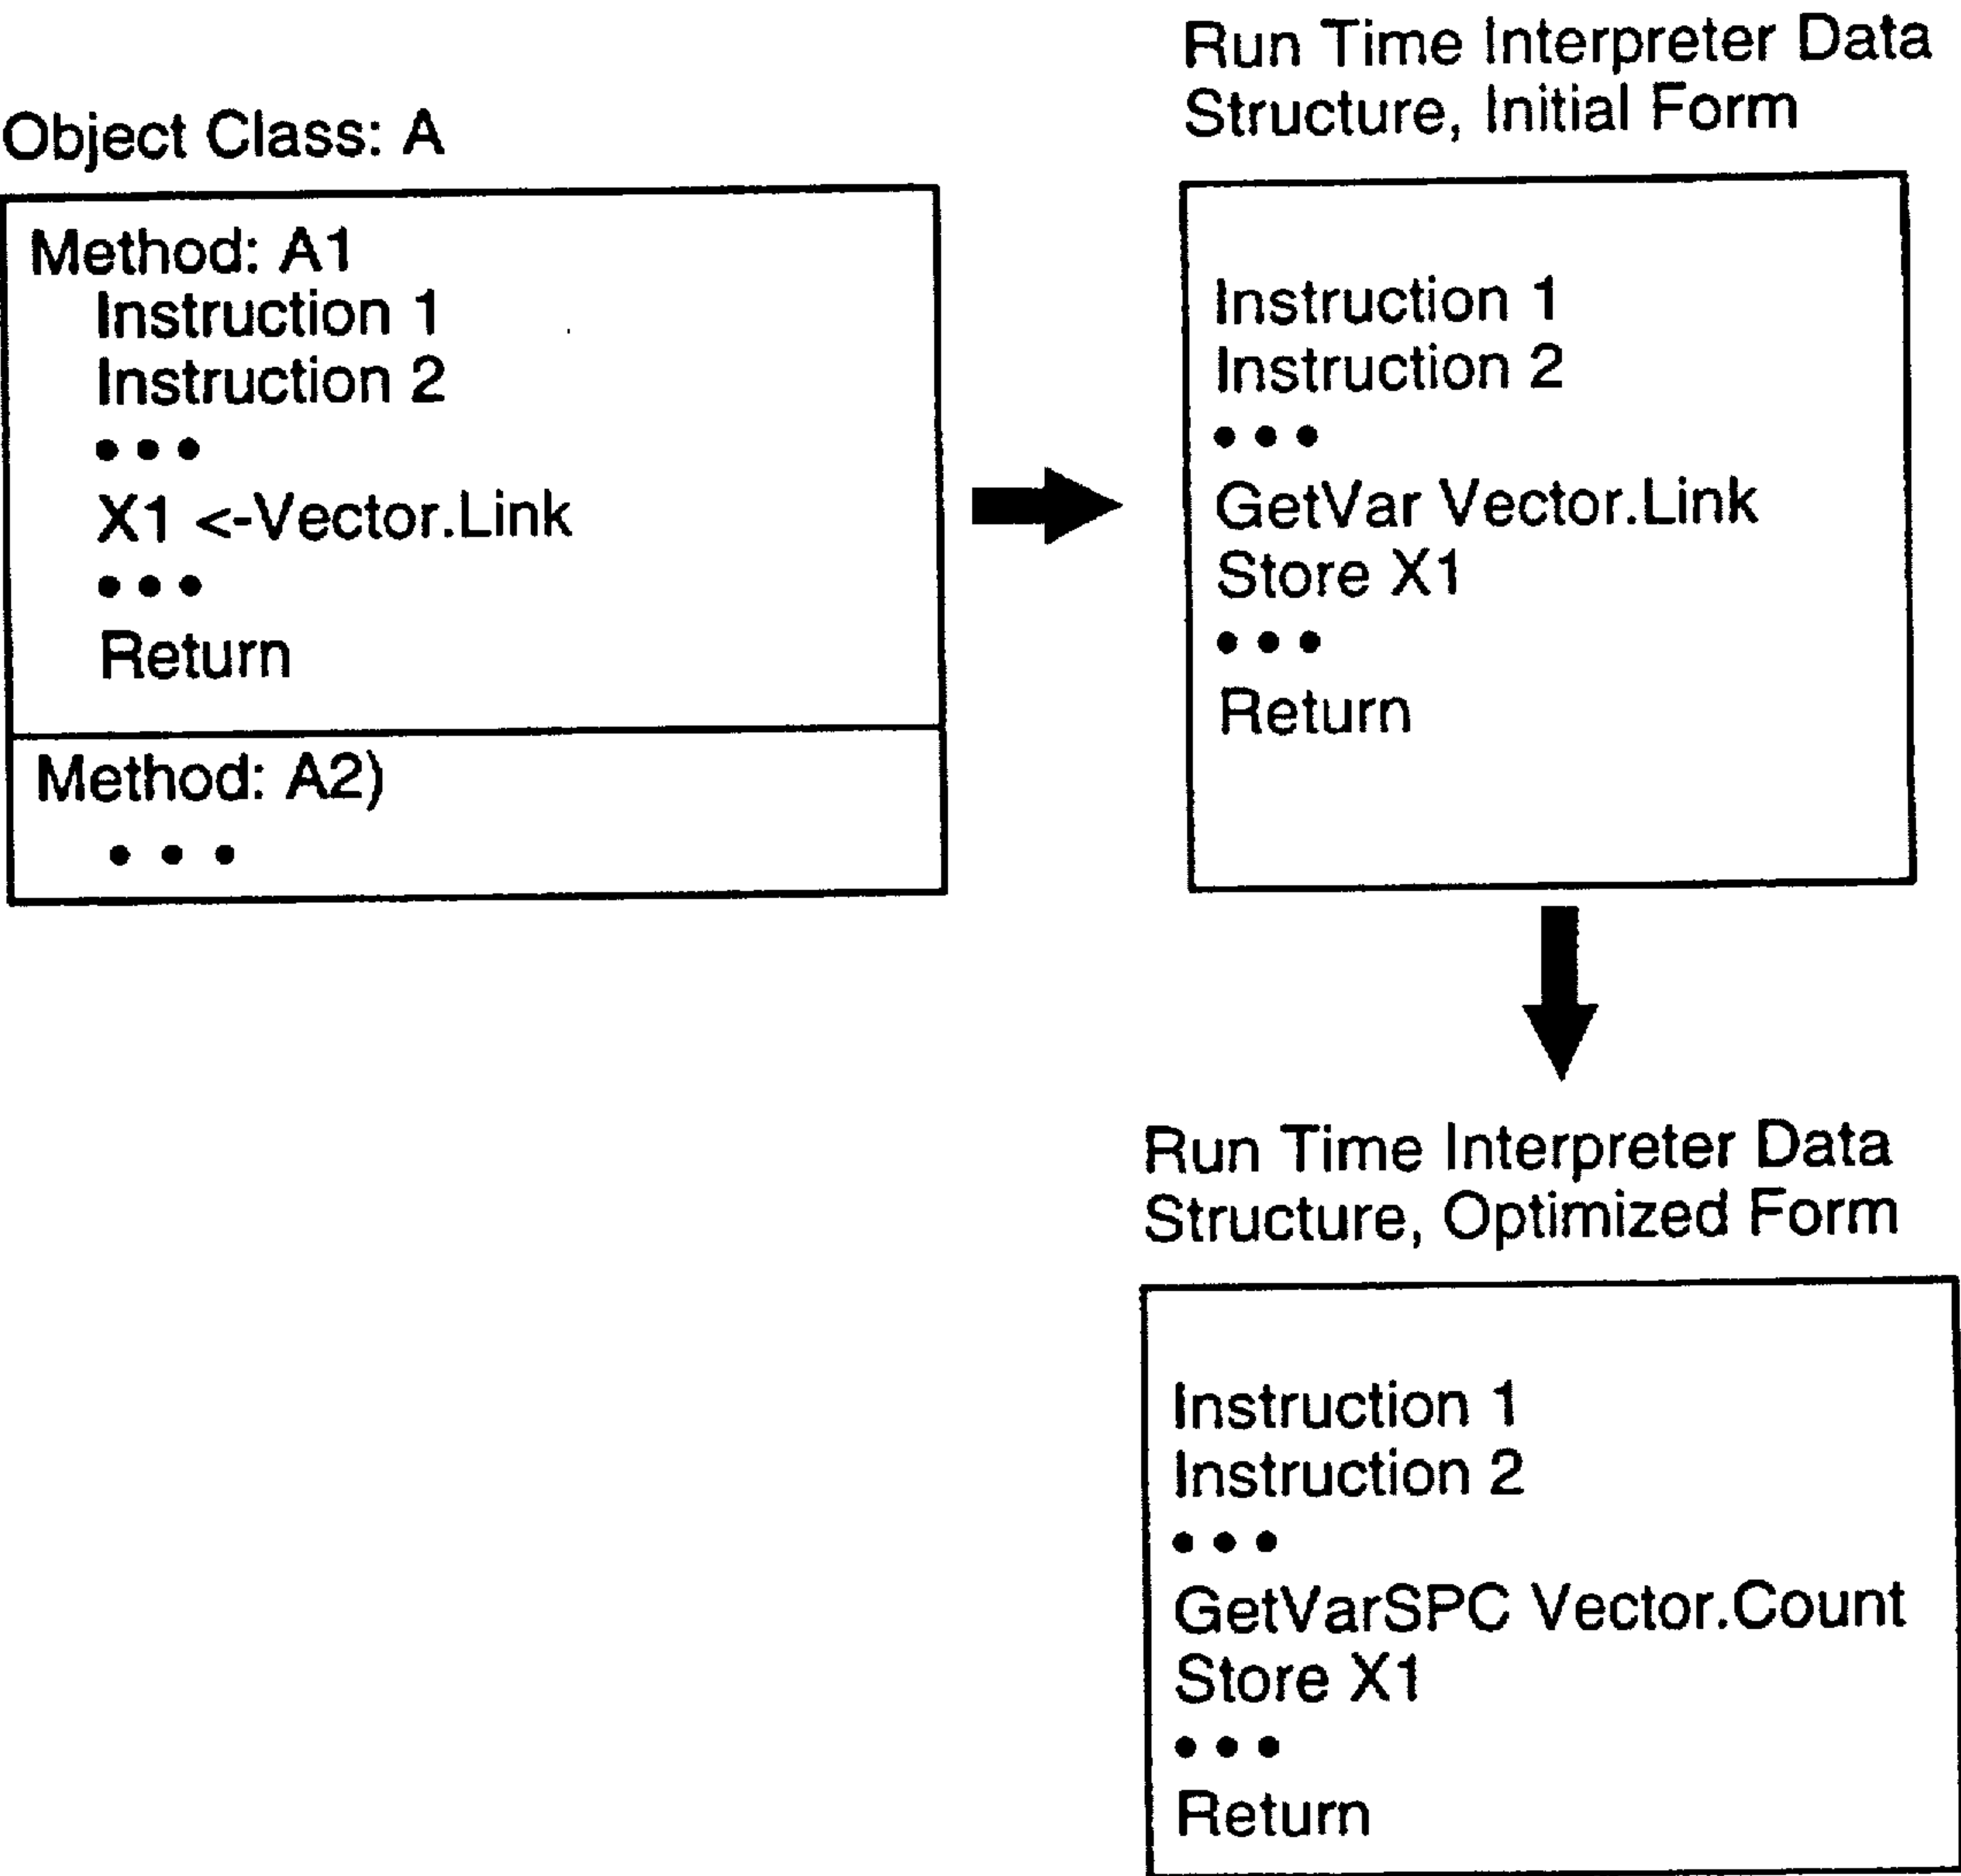 Object Class: A
Method: A1
Instruction 1
Instruction 2
• • •
X1 <-Vector.Link
• • •
Return
Method: A2)
• • •
Run Time Interpreter Data
Structure, Initial Form
Instruction 1
Instruction 2
• • •
GetVar Vector.Link
Store X1
• • •
Return
Run Time Interpreter Data
Structure, Optimized Form
Instruction 1
Instruction 2
• • •
GetVarSPC Vector.Count
Store X1
• • •
Return